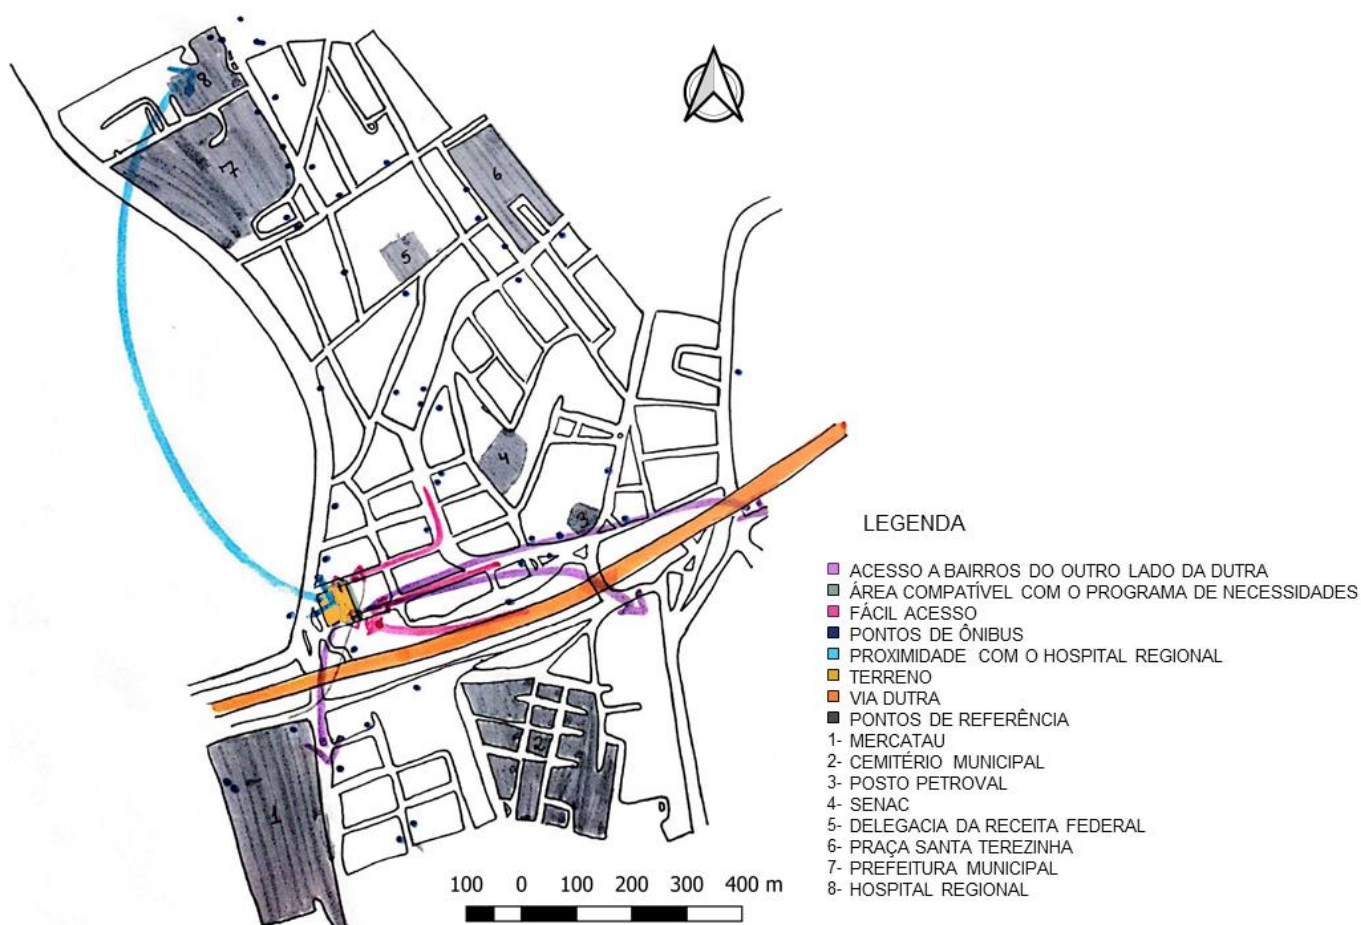 8
7
6
5
4
3
2
1
LEGENDA
ACESSO A BAIRROS DO OUTRO LADO DA DUTRA
ÁREA COMPATÍVEL COM O PROGRAMA DE NECESSIDADES
FÁCIL ACESSO
PONTOS DE ÔNIBUS
PROXIMIDADE COM O HOSPITAL REGIONAL
TERRENO
VIA DUTRA
PONTOS DE REFERÊNCIA
1- MERCATAU
2- CEMITÉRIO MUNICIPAL
3- POSTO PETROVAL
4- SENAC
5- DELEGACIA DA RECEITA FEDERAL
6- PRAÇA SANTA TEREZINHA
7- PREFEITURA MUNICIPAL
8- HOSPITAL REGIONAL
100 0 100 200 300 400 m